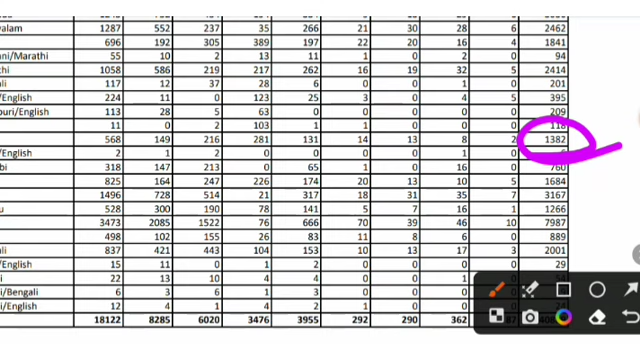 alam 1287 552 237 35 266 21 30 28 6 2462
696 192 305 389 197 22 20 16 4 1841
ani/Marathi 55 10 2 13 11 1 0 2 0 94
thi 1058 586 219 217 262 16 19 32 5 2414
ali 117 12 37 28 6 0 0 1 0 201
/English 224 11 0 123 25 3 0 4 5 395
puri/English 113 28 5 63 0 0 0 0 0 209
11 0 2 103 1 1 0 0 0 118
568 149 216 281 131 14 13 8 2 1382
/English 2 1 2 0 0 0 0 1 0
bi 318 147 213 0 65 1 0 16 0 760
825 164 247 226 174 20 13 10 5 1684
1496 728 514 21 317 18 31 35 7 3167
u 528 300 190 78 141 5 7 16 1 1266
3473 2085 1522 76 666 70 39 46 10 7987
498 102 155 26 83 11 8 6 0 889
ali 837 421 443 104 153 10 13 17 3 2001
/English 15 11 0 1 2 0 0 0 0 29
i 22 13 10 4 4 0 0 1
i/Bengali 6 3 6 1 3 0 0 0
i/English 12 4 1 4 2 1 0 0
18122 8285 6020 3476 3955 292 290 362